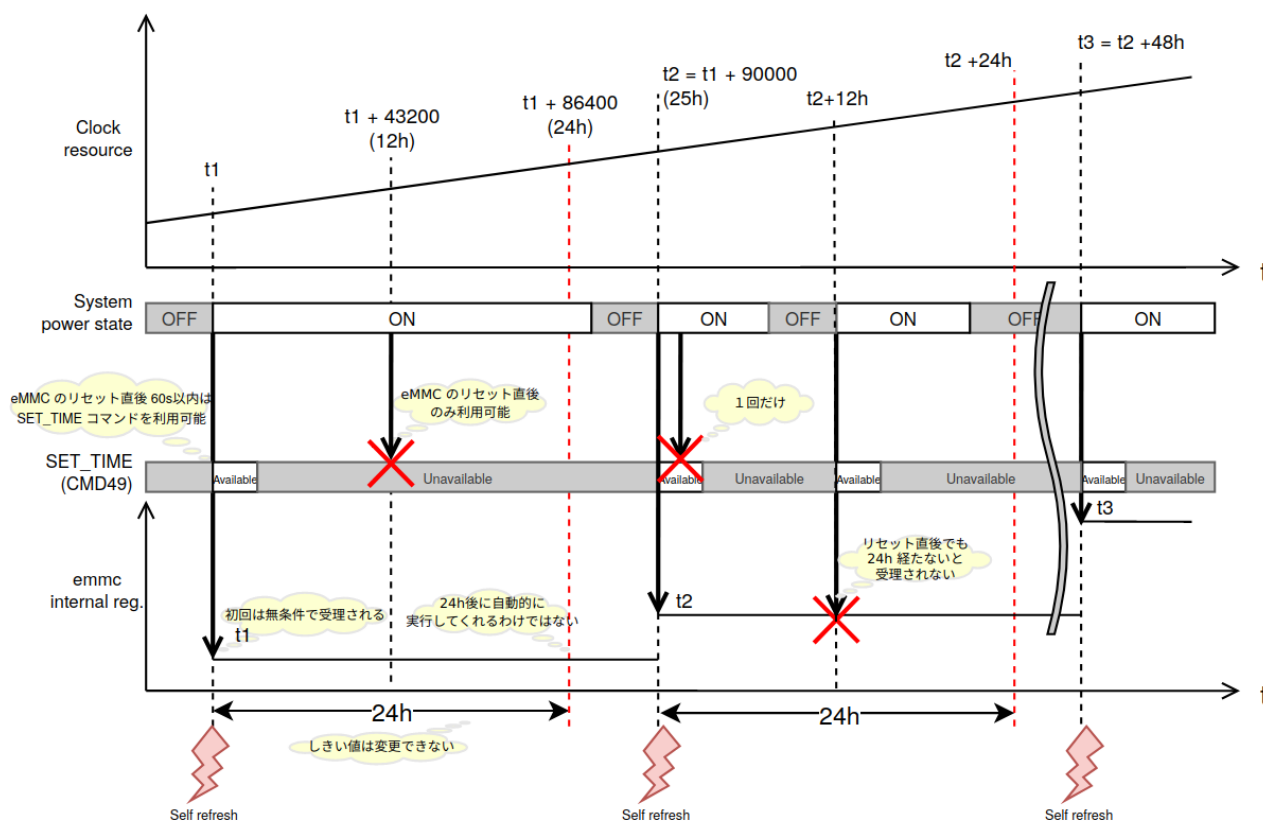 t3 = t2 +48h
t2 +24h
t2 = t1 + 90000
(25h)
t2+12h
t1 + 86400
(24h)
t1 + 43200
(12h)
t1
Clock
resource
t
System
power state
OFF
ON
OFF
ON
OFF
ON
OFF
ON
eMMC のリセット直後 60s以内は
SET_TIME コマンドを利用可能
eMMC のリセット直後
のみ利用可能
1回だけ
SET_TIME
(CMD49)
Available
Unavailable
Available
Unavailable
Available
Unavailable
Available
Unavailable
t3
リセット直後でも
24h 経たないと
受理されない
emmc
internal reg.
初回は無条件で受理される
t1
24h後に自動的に
実行してくれるわけではない
t2
t
24h
24h
しきい値は変更できない
Self refresh
Self refresh
Self refresh